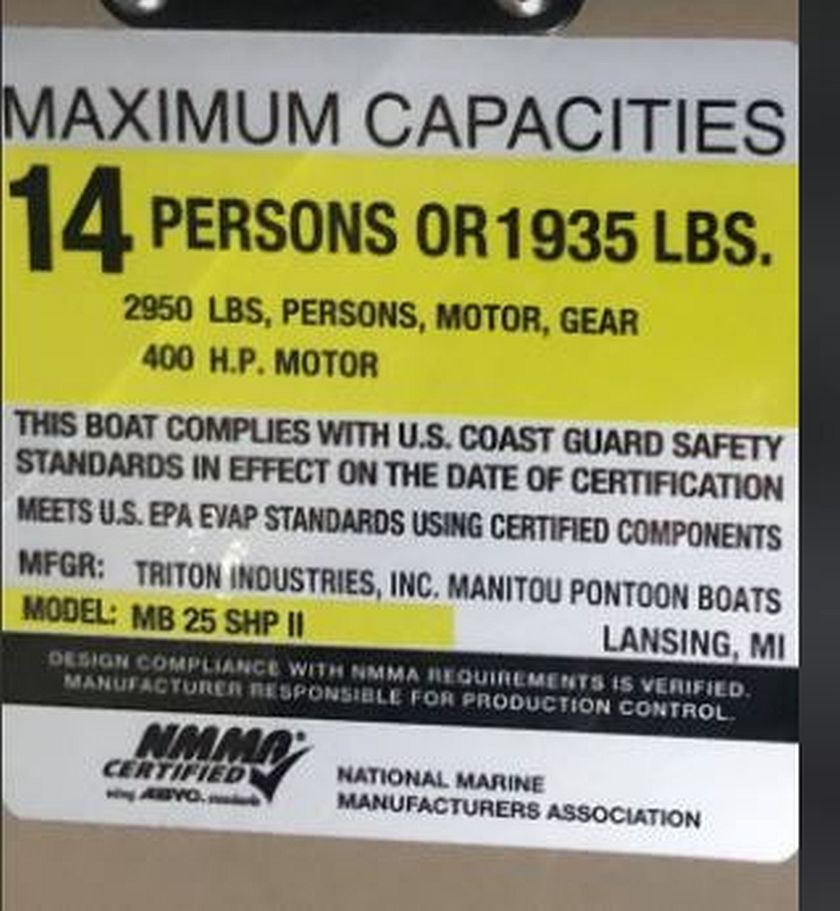 MAXIMUM CAPACITIES
14 PERSONS OR 1935 LBS.
2950 LBS, PERSONS, MOTOR, GEAR
400 H.P. MOTOR
THIS BOAT COMPLIES WITH U.S. COAST GUARD SAFETY
STANDARDS IN EFFECT ON THE DATE OF CERTIFICATION
MEETS U.S. EPA EVAP STANDARDS USING CERTIFIED COMPONENTS
MFGR: TRITON INDUSTRIES, INC. MANITOU PONTOON BOATS
MODEL: MB 25 SHP II LANSING, MI
DESIGN COMPLIANCE WITH NMMA REQUIREMENTS IS VERIFIED.
MANUFACTURER RESPONSIBLE FOR PRODUCTION CONTROL.
NMMA®
CERTIFIED
using ABYC. standards
NATIONAL MARINE
MANUFACTURERS ASSOCIATION